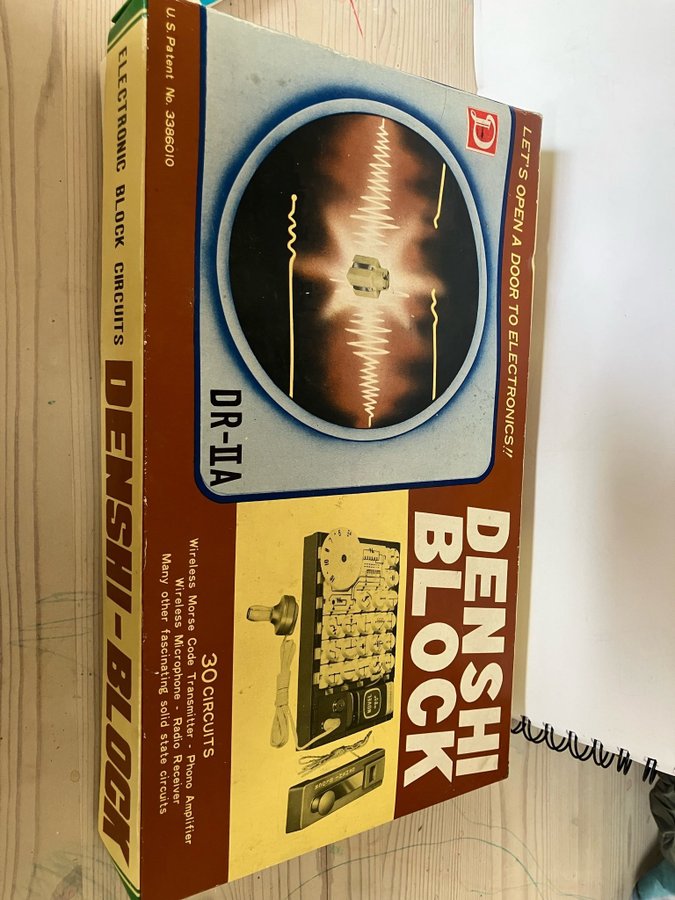 LET'S OPEN A DOOR TO ELECTRONICS!!
D
DENSHI
BLOCK
DR-IIA
30 CIRCUITS
Wireless Morse Code Transmitter - Phono Amplifier
Wireless Microphone - Radio Receiver
Many other fascinating solid state circuits
U.S. Patent No. 3386010
ELECTRONIC BLOCK CIRCUITS DENSHI-BLOCK